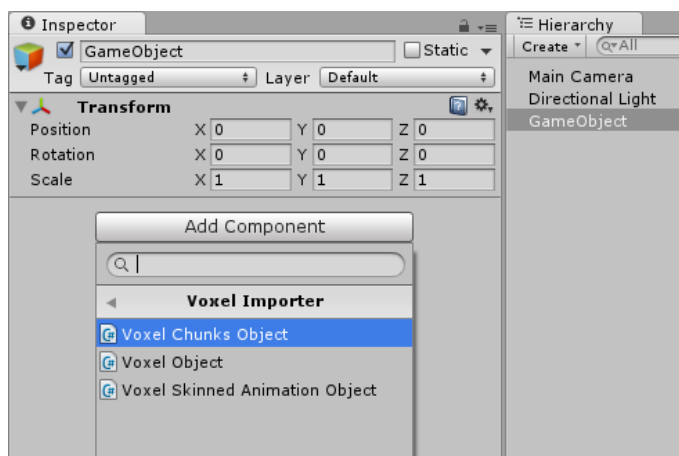 Inspector
GameObject
Static
Tag Untagged Layer Default
Transform
Position X 0 Y 0 Z 0
Rotation X 0 Y 0 Z 0
Scale X 1 Y 1 Z 1
Add Component
Voxel Importer
Voxel Chunks Object
Voxel Object
Voxel Skinned Animation Object
Hierarchy
Create All
Main Camera
Directional Light
GameObject